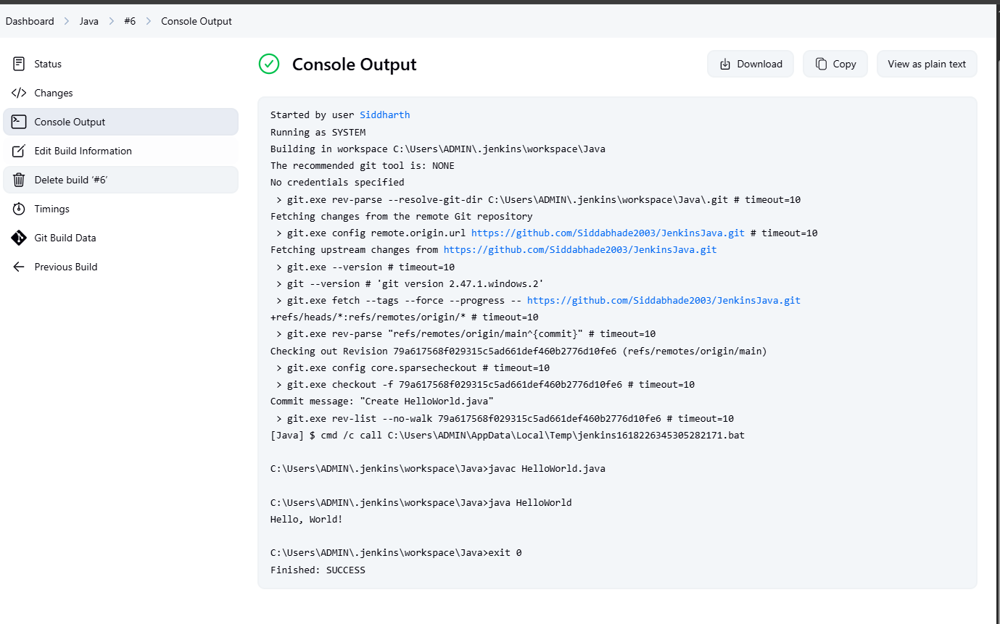 Dashboard > Java > #6 > Console Output
Status
Changes
Console Output
Edit Build Information
Delete build ‘#6’
Timings
Git Build Data
Previous Build
Console Output
Download
Copy
View as plain text
Started by user Siddharth
Running as SYSTEM
Building in workspace C:\Users\ADMIN\.jenkins\workspace\Java
The recommended git tool is: NONE
No credentials specified
 > git.exe rev-parse --resolve-git-dir C:\Users\ADMIN\.jenkins\workspace\Java\.git # timeout=10
Fetching changes from the remote Git repository
 > git.exe config remote.origin.url https://github.com/Siddabhade2003/JenkinsJava.git # timeout=10
Fetching upstream changes from https://github.com/Siddabhade2003/JenkinsJava.git
 > git.exe --version # timeout=10
 > git --version # 'git version 2.47.1.windows.2'
 > git.exe fetch --tags --force --progress -- https://github.com/Siddabhade2003/JenkinsJava.git
+refs/heads/*:refs/remotes/origin/* # timeout=10
 > git.exe rev-parse "refs/remotes/origin/main^{commit}" # timeout=10
Checking out Revision 79a617568f029315c5ad661def460b2776d10fe6 (refs/remotes/origin/main)
 > git.exe config core.sparsecheckout # timeout=10
 > git.exe checkout -f 79a617568f029315c5ad661def460b2776d10fe6 # timeout=10
Commit message: "Create HelloWorld.java"
 > git.exe rev-list --no-walk 79a617568f029315c5ad661def460b2776d10fe6 # timeout=10
[Java] $ cmd /c call C:\Users\ADMIN\AppData\Local\Temp\jenkins1618226345305282171.bat
C:\Users\ADMIN\.jenkins\workspace\Java>javac HelloWorld.java
C:\Users\ADMIN\.jenkins\workspace\Java>java HelloWorld
Hello, World!
C:\Users\ADMIN\.jenkins\workspace\Java>exit 0
Finished: SUCCESS